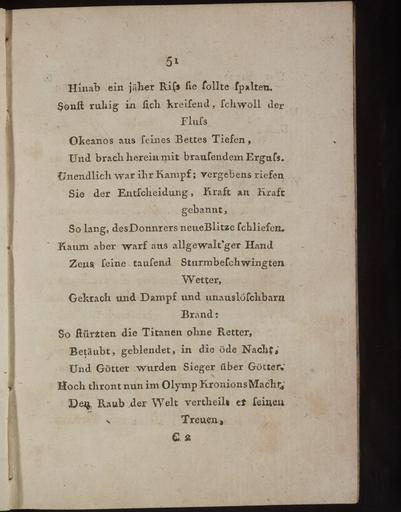 51
Hinab ein jäher Riſs ſie ſollte ſpalten.
Sonſt ruhig in ſich kreiſend, ſchwoll der
Fluſs
Okeanos aus ſeines Bettes Tiefen,
Und brach herein mit brauſendem Erguſs.
Unendlich war ihr Kampf; vergebens riefen
Sie der Entſcheidung, Kraft an Kraft
gebannt,
So lang, des Donnrers neue Blitze ſchliefen.
Kaum aber warf aus allgewalt'ger Hand
Zeus ſeine tauſend Sturmbeſchwingten
Wetter,
Gekrach und Dampf und unauslöſchbarn
Brand:
So ſtürzten die Titanen ohne Retter,
Betäubt, geblendet, in die öde Nacht,
Und Götter wurden Sieger über Götter.
Hoch thront nun im Olymp Kronions Macht,
Den Raub der Welt vertheilt er ſeinen
Treuen,
C 2